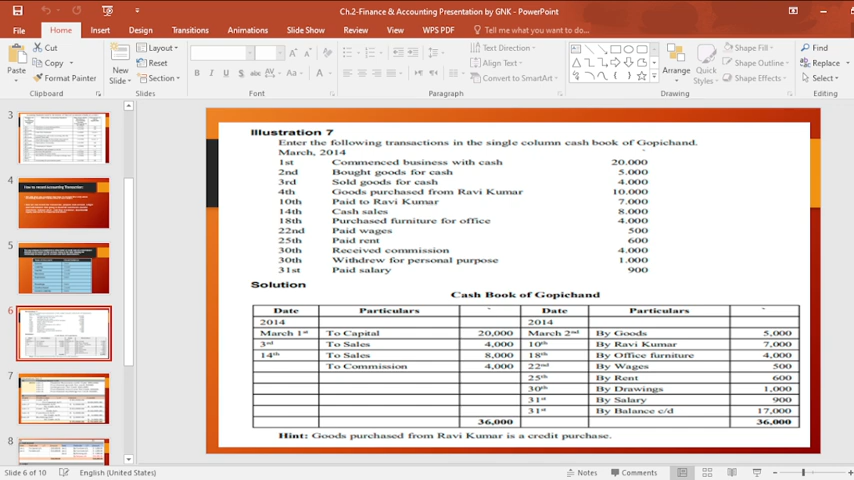 Ch.2-Finance & Accounting Presentation by GNK - PowerPoint
File Home Insert Design Transitions Animations Slide Show Review View WPS PDF Tell me what you want to do...
Cut
Copy
Format Painter
Paste
Clipboard
New Slide
Layout
Reset
Section
Slides
Font
Text Direction
Align Text
Convert to SmartArt
Paragraph
Arrange
Quick Styles
Shape Fill
Shape Outline
Shape Effects
Drawing
Find
Replace
Select
Editing
3
4
How to record Accounting Transaction:
5
6
7
8
Illustration 7
Enter the following transactions in the single column cash book of Gopichand.
March, 2014
1st Commenced business with cash 20.000
2nd Bought goods for cash 5.000
3rd Sold goods for cash 4.000
4th Goods purchased from Ravi Kumar 10.000
10th Paid to Ravi Kumar 7.000
14th Cash sales 8.000
18th Purchased furniture for office 4.000
22nd Paid wages 500
25th Paid rent 600
30th Received commission 4.000
30th Withdrew for personal purpose 1.000
31st Paid salary 900
Solution
Cash Book of Gopichand
Date Particulars ` Date Particulars `
2014 2014
March 1st To Capital 20,000 March 2nd By Goods 5,000
3rd To Sales 4,000 10th By Ravi Kumar 7,000
14th To Sales 8,000 18th By Office furniture 4,000
To Commission 4,000 22nd By Wages 500
25th By Rent 600
30th By Drawings 1,000
31st By Salary 900
31st By Balance c/d 17,000
36,000 36,000
Hint: Goods purchased from Ravi Kumar is a credit purchase.
Slide 6 of 10 English (United States) Notes Comments